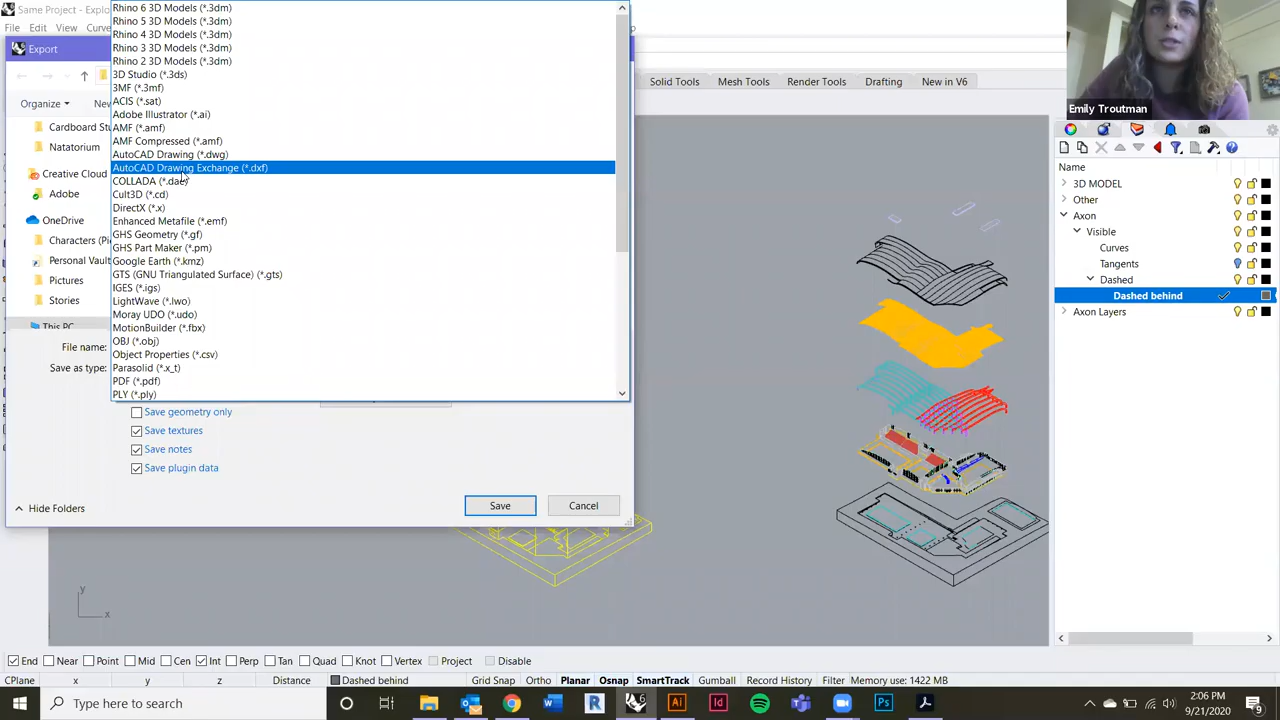 Same Project - Explo
File Edit View Curve
Export
Organize New
Cardboard Stu
Natatorium
Creative Cloud
Adobe
OneDrive
Characters (Pi
Personal Vaul
Pictures
Stories
This PC
File name:
Save as type:
Rhino 6 3D Models (*.3dm)
Rhino 5 3D Models (*.3dm)
Rhino 4 3D Models (*.3dm)
Rhino 3 3D Models (*.3dm)
Rhino 2 3D Models (*.3dm)
3D Studio (*.3ds)
3MF (*.3mf)
ACIS (*.sat)
Adobe Illustrator (*.ai)
AMF (*.amf)
AMF Compressed (*.amf)
AutoCAD Drawing (*.dwg)
AutoCAD Drawing Exchange (*.dxf)
COLLADA (*.dae)
Cult3D (*.cd)
DirectX (*.x)
Enhanced Metafile (*.emf)
GHS Geometry (*.gf)
GHS Part Maker (*.pm)
Google Earth (*.kmz)
GTS (GNU Triangulated Surface) (*.gts)
IGES (*.igs)
LightWave (*.lwo)
Moray UDO (*.udo)
MotionBuilder (*.fbx)
OBJ (*.obj)
Object Properties (*.csv)
Parasolid (*.x_t)
PDF (*.pdf)
PLY (*.ply)
Save geometry only
Save textures
Save notes
Save plugin data
Hide Folders
Save Cancel
Solid Tools Mesh Tools Render Tools Drafting New in V6
Emily Troutman
Name
3D MODEL
Other
Axon
Visible
Curves
Tangents
Dashed
Dashed behind
Axon Layers
y
x
End Near Point Mid Cen Int Perp Tan Quad Knot Vertex Project Disable
CPlane x y z Distance Dashed behind Grid Snap Ortho Planar Osnap SmartTrack Gumball Record History Filter Memory use: 1422 MB
Type here to search
2:06 PM
9/21/2020